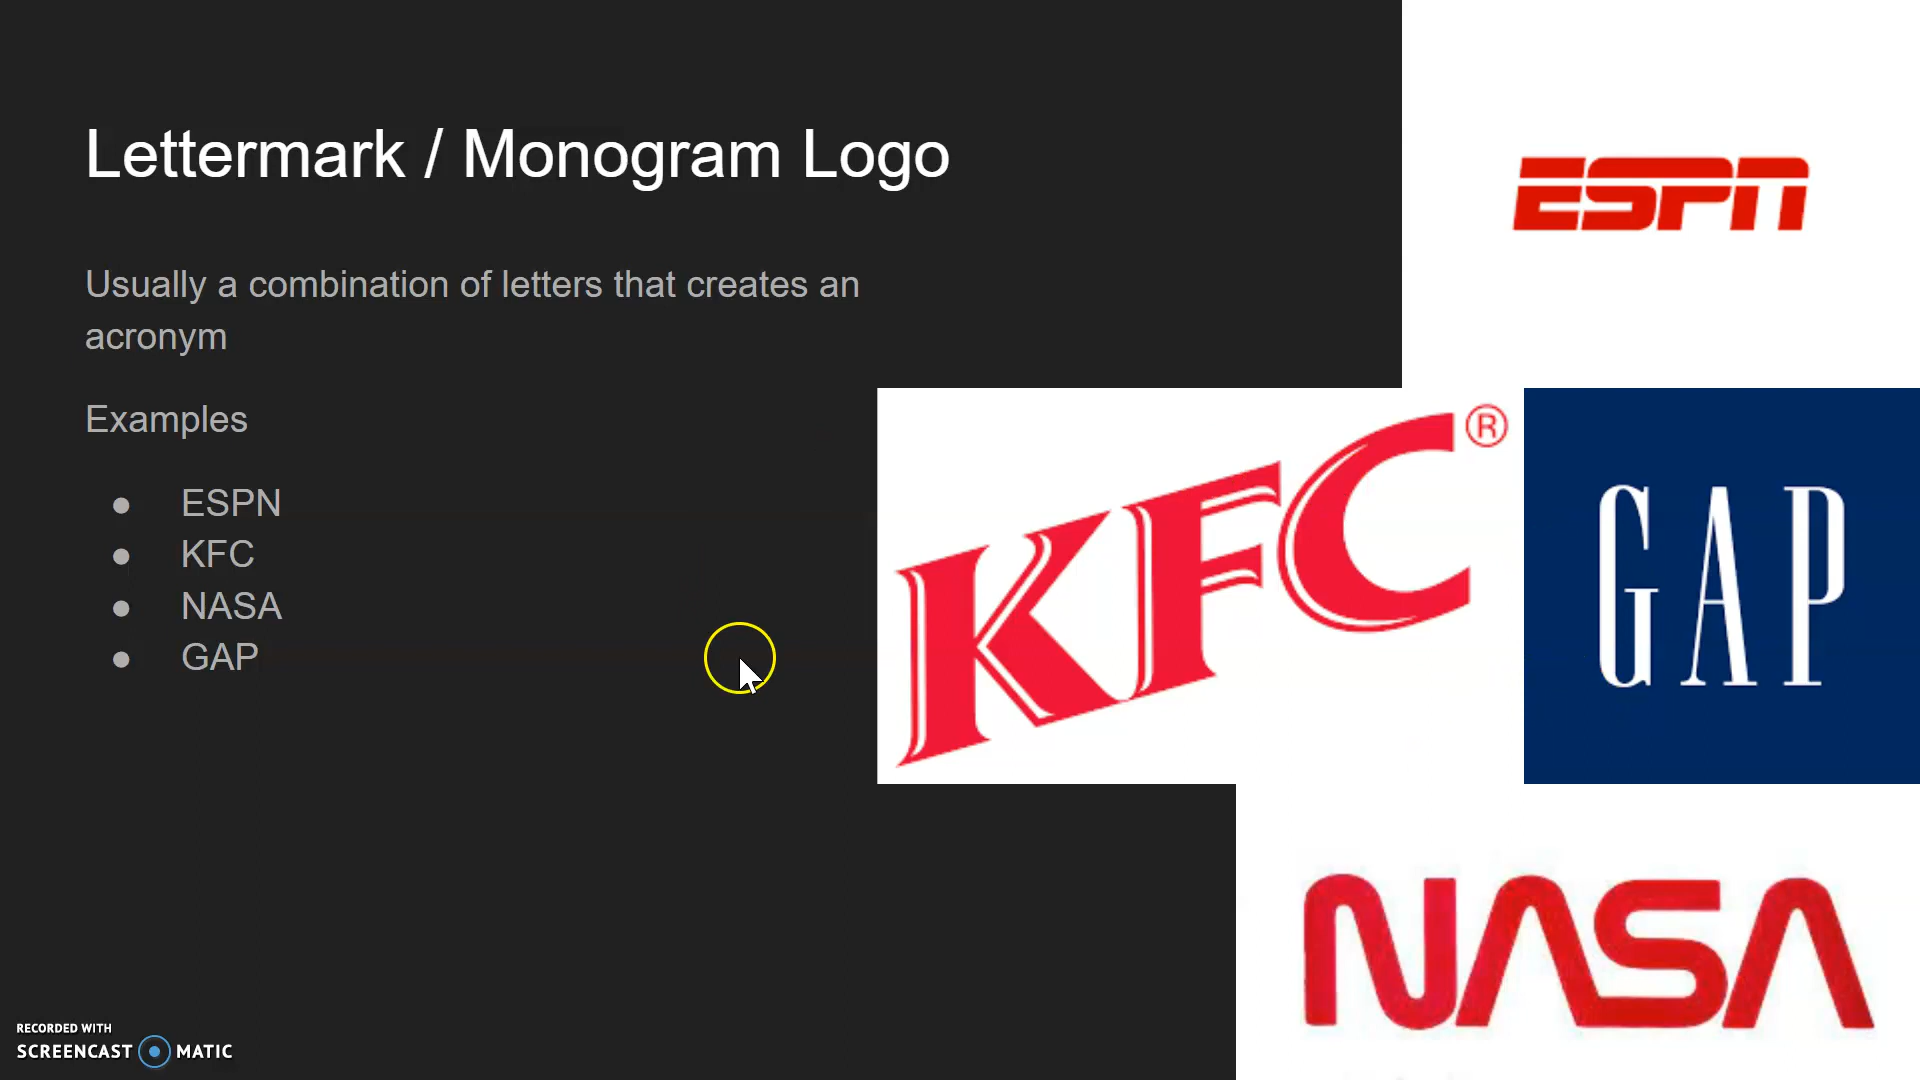 Lettermark / Monogram Logo
Usually a combination of letters that creates an
acronym
Examples
● ESPN
● KFC
● NASA
● GAP
ESPN
KFC®
GAP
NASA
RECORDED WITH
SCREENCAST MATIC